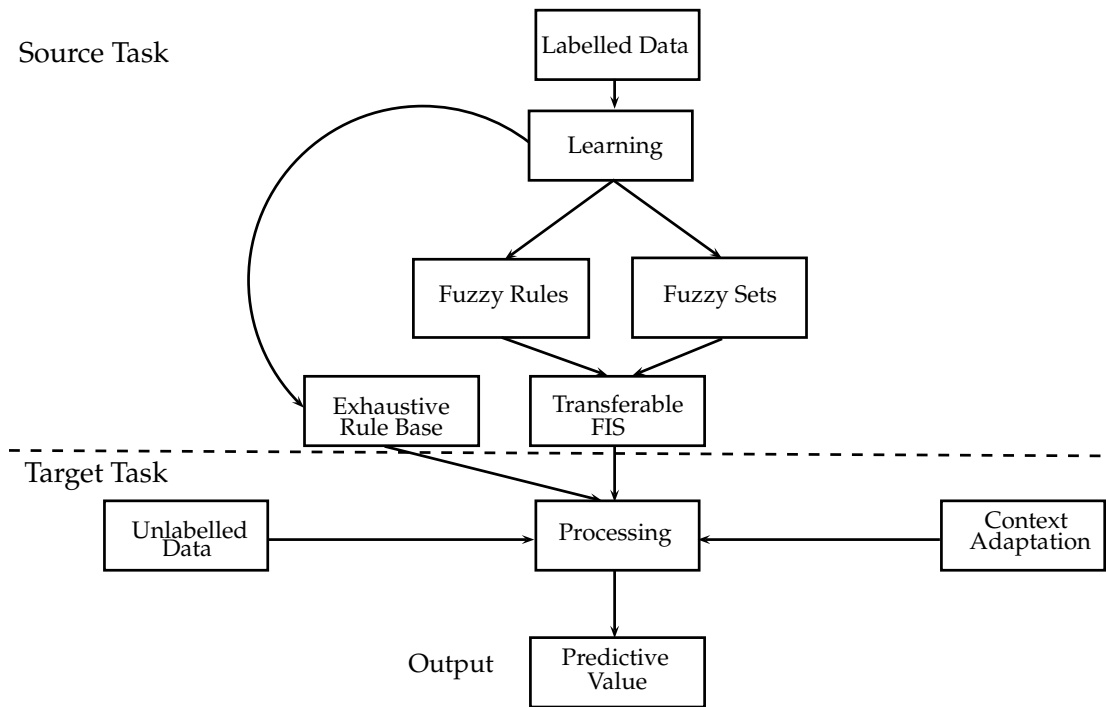 Source Task
Labelled Data
Learning
Fuzzy Rules
Fuzzy Sets
Exhaustive
Rule Base
Transferable
FIS
Target Task
Unlabelled
Data
Processing
Context
Adaptation
Output
Predictive
Value